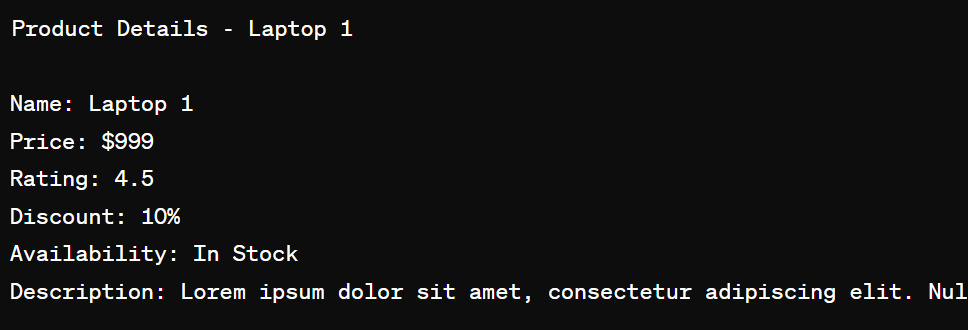 Product Details - Laptop 1
Name: Laptop 1
Price: $999
Rating: 4.5
Discount: 10%
Availability: In Stock
Description: Lorem ipsum dolor sit amet, consectetur adipiscing elit. Nul